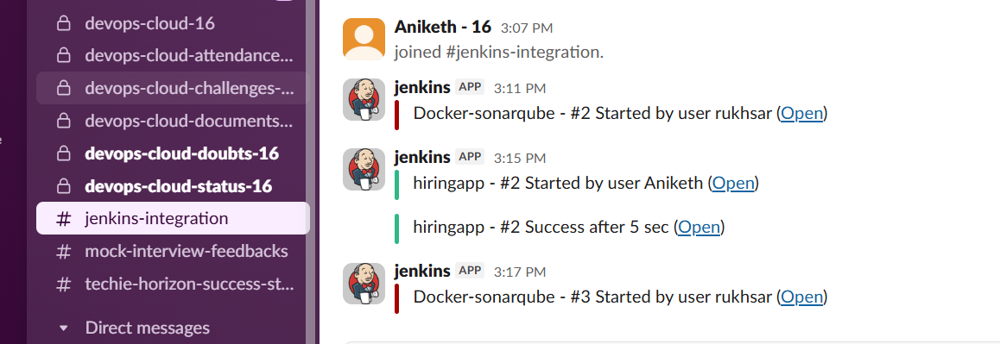 devops-cloud-16
devops-cloud-attendance...
devops-cloud-challenges-...
devops-cloud-documents...
devops-cloud-doubts-16
devops-cloud-status-16
# jenkins-integration
# mock-interview-feedbacks
# techie-horizon-success-st...
Direct messages
Aniketh - 16 3:07 PM
joined #jenkins-integration.
jenkins APP 3:11 PM
Docker-sonarqube - #2 Started by user rukhsar (Open)
jenkins APP 3:15 PM
hiringapp - #2 Started by user Aniketh (Open)
hiringapp - #2 Success after 5 sec (Open)
jenkins APP 3:17 PM
Docker-sonarqube - #3 Started by user rukhsar (Open)